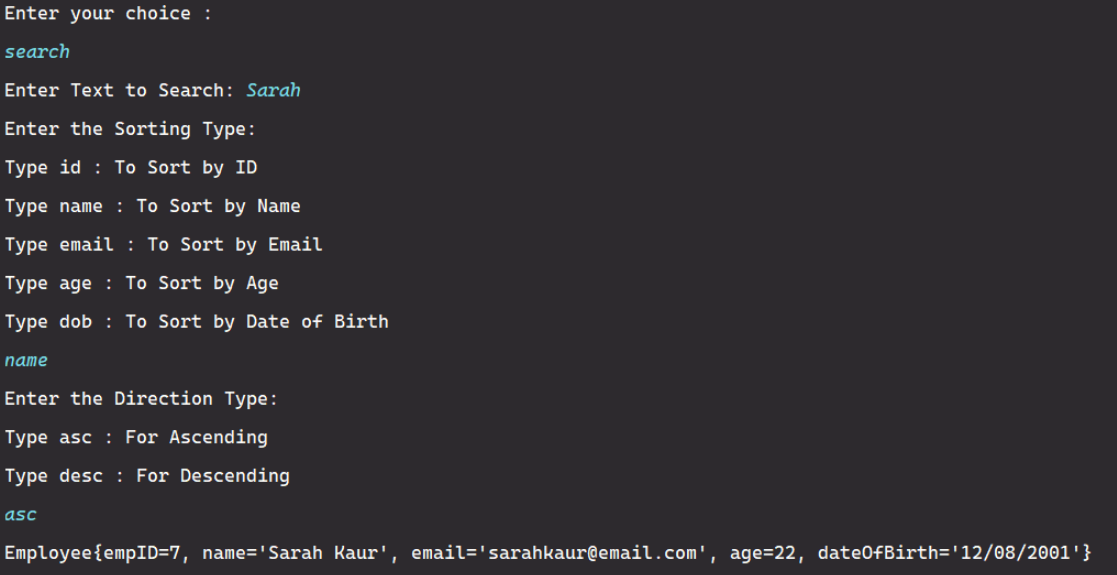 Enter your choice :
search
Enter Text to Search: Sarah
Enter the Sorting Type:
Type id : To Sort by ID
Type name : To Sort by Name
Type email : To Sort by Email
Type age : To Sort by Age
Type dob : To Sort by Date of Birth
name
Enter the Direction Type:
Type asc : For Ascending
Type desc : For Descending
asc
Employee{empID=7, name='Sarah Kaur', email='sarahkaur@email.com', age=22, dateOfBirth='12/08/2001'}